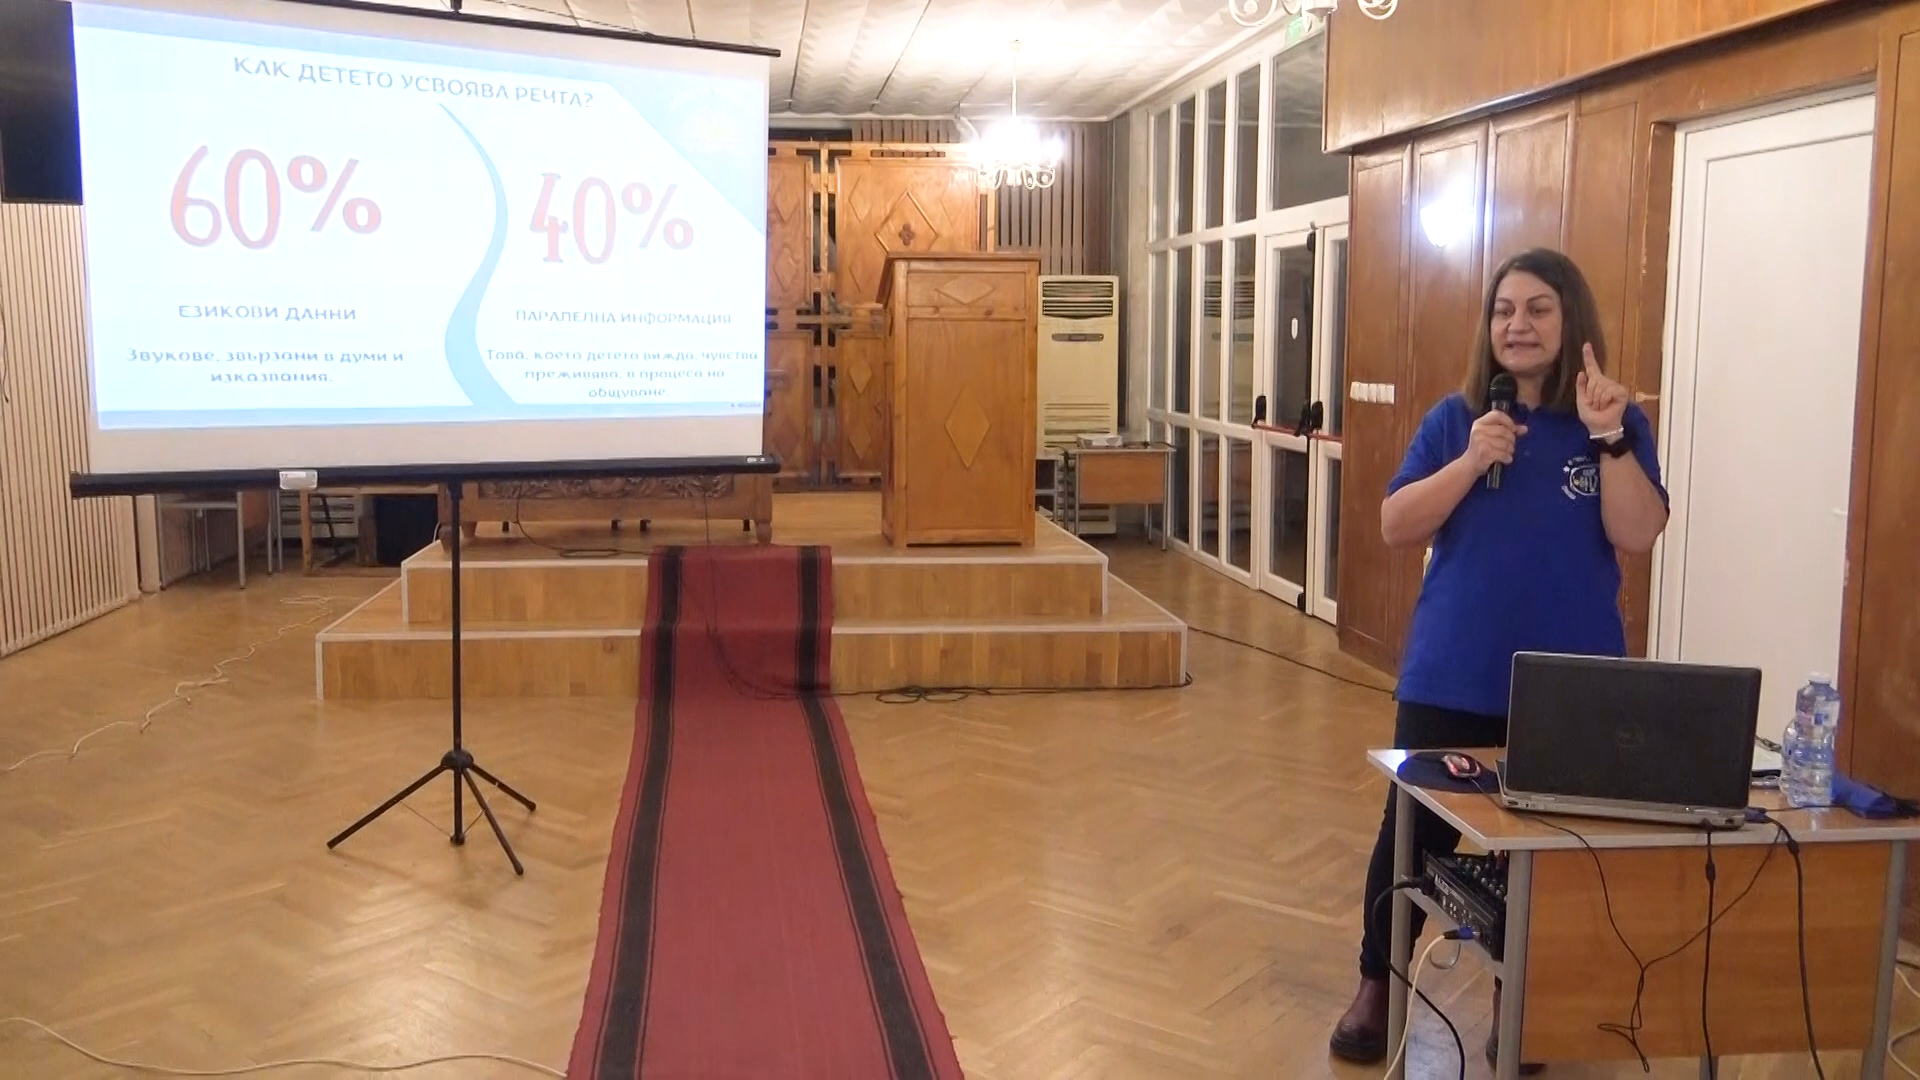 КАК ДЕТЕТО УСВОЯВА РЕЧТА?
60%
ЕЗИКОВИ ДАННИ
Звукове, звързани в думи и
изказвания.
40%
ПАРАЛЕЛНА ИНФОРМАЦИЯ
Това, което детето вижда, чувства
преживява, в процеса на
общуване.